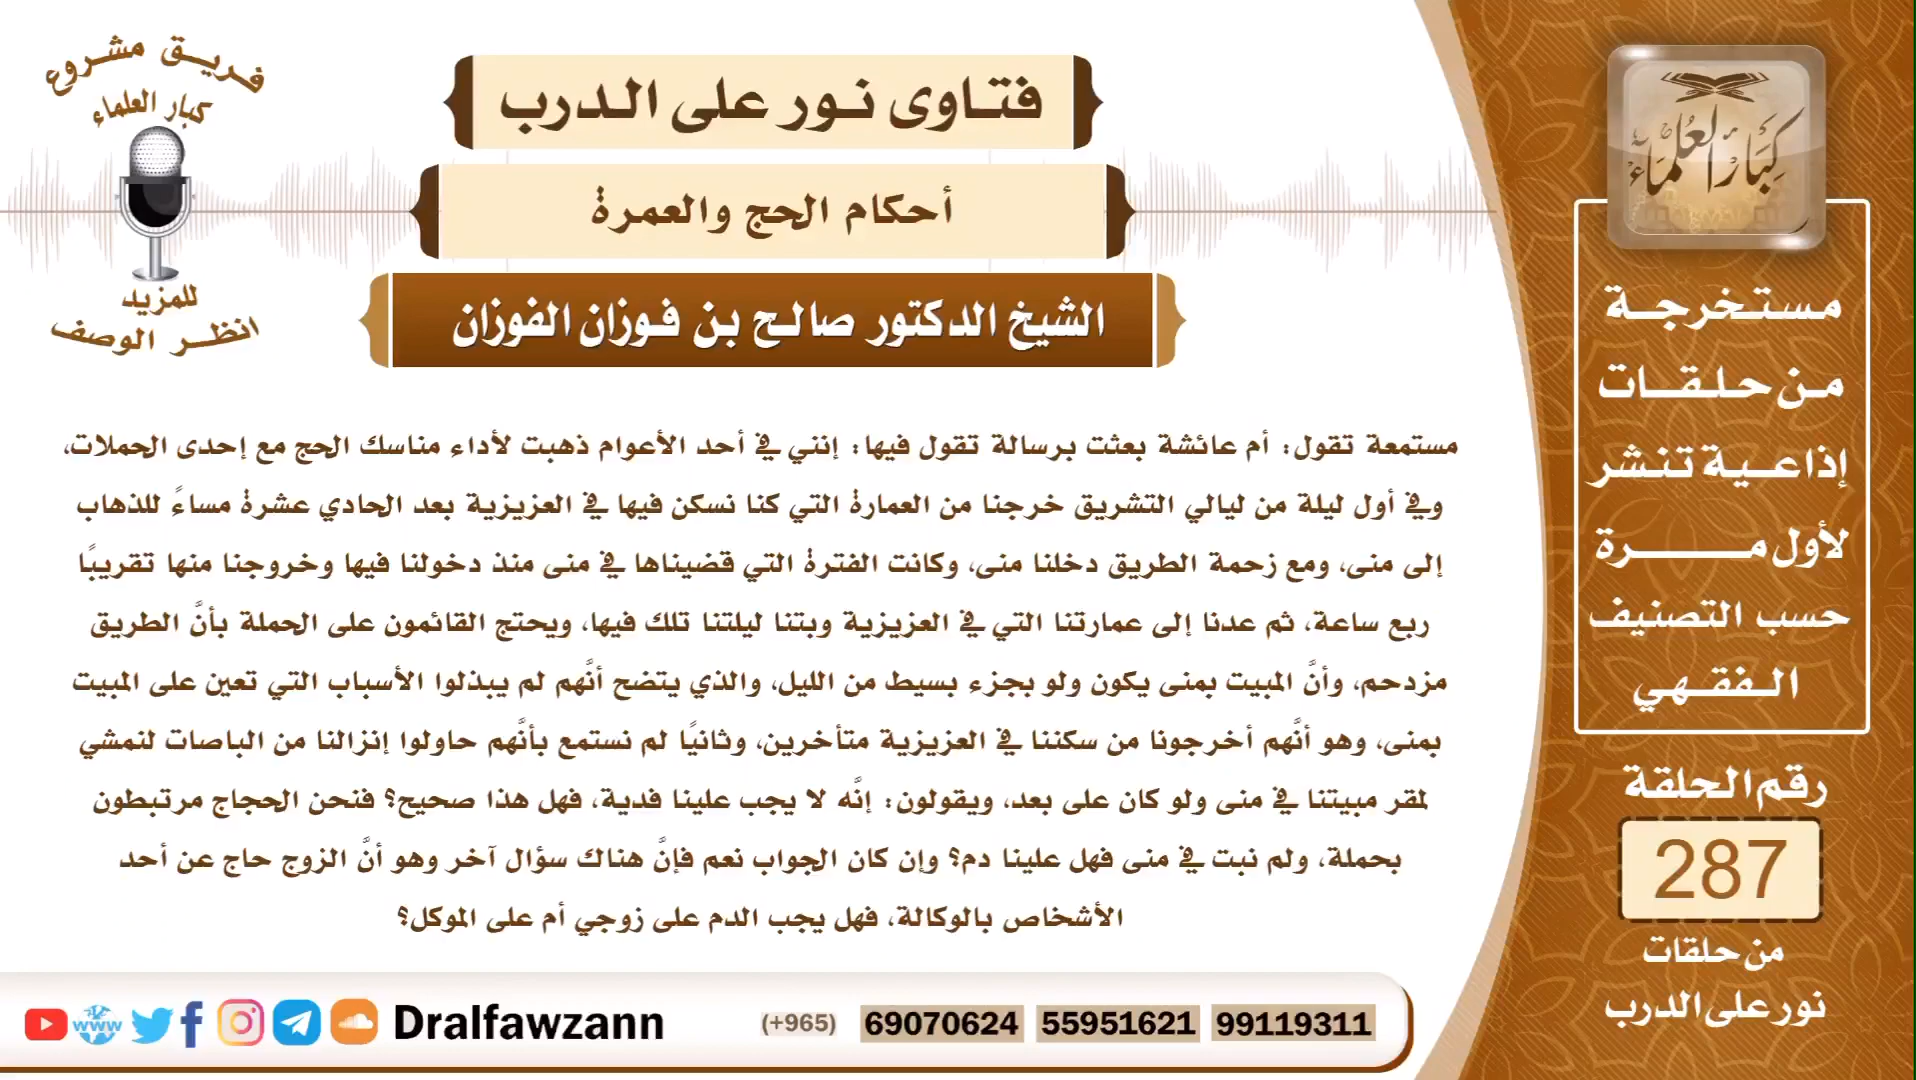 فريق مشروع
كبار العلماء
للمزيد
انظر الوصف
فتاوى نور على الدرب
أحكام الحج والعمرة
الشيخ الدكتور صالح بن فوزان الفوزان
مستمعة تقول: أم عائشة بعثت برسالة تقول فيها: إنني في أحد الأعوام ذهبت لأداء مناسك الحج مع إحدى الحملات،
وفي أول ليلة من ليالي التشريق خرجنا من العمارة التي كنا نسكن فيها في العزيزية بعد الحادي عشرة مساءً للذهاب
إلى منى، ومع زحمة الطريق دخلنا منى، وكانت الفترة التي قضيناها في منى منذ دخولنا فيها وخروجنا منها تقريبًا
ربع ساعة، ثم عدنا إلى عمارتنا التي في العزيزية وبتنا ليلتنا تلك فيها، ويحتج القائمون على الحملة بأنَّ الطريق
مزدحم، وأنَّ المبيت بمنى يكون ولو بجزء بسيط من الليل، والذي يتضح أنَّهم لم يبذلوا الأسباب التي تعين على المبيت
بمنى، وهو أنَّهم أخرجونا من سكننا في العزيزية متأخرين، وثانيًا لم نستمع بأنَّهم حاولوا إنزالنا من الباصات لنمشي
لمقر مبيتنا في منى ولو كان على بعد، ويقولون: إنَّه لا يجب علينا فدية، فهل هذا صحيح؟ فنحن الحجاج مرتبطون
بحملة، ولم نبت في منى فهل علينا دم؟ وإن كان الجواب نعم فإنَّ هناك سؤال آخر وهو أنَّ الزوج حاج عن أحد
الأشخاص بالوكالة، فهل يجب الدم على زوجي أم على الموكل؟
كبار العلماء
مستخرجة
من حلقات
إذاعية تنشر
لأول مرة
حسب التصنيف
الفقهي
رقم الحلقة
287
من حلقات
نور على الدرب
www
Dralfawzann
(+965) 69070624 55951621 99119311